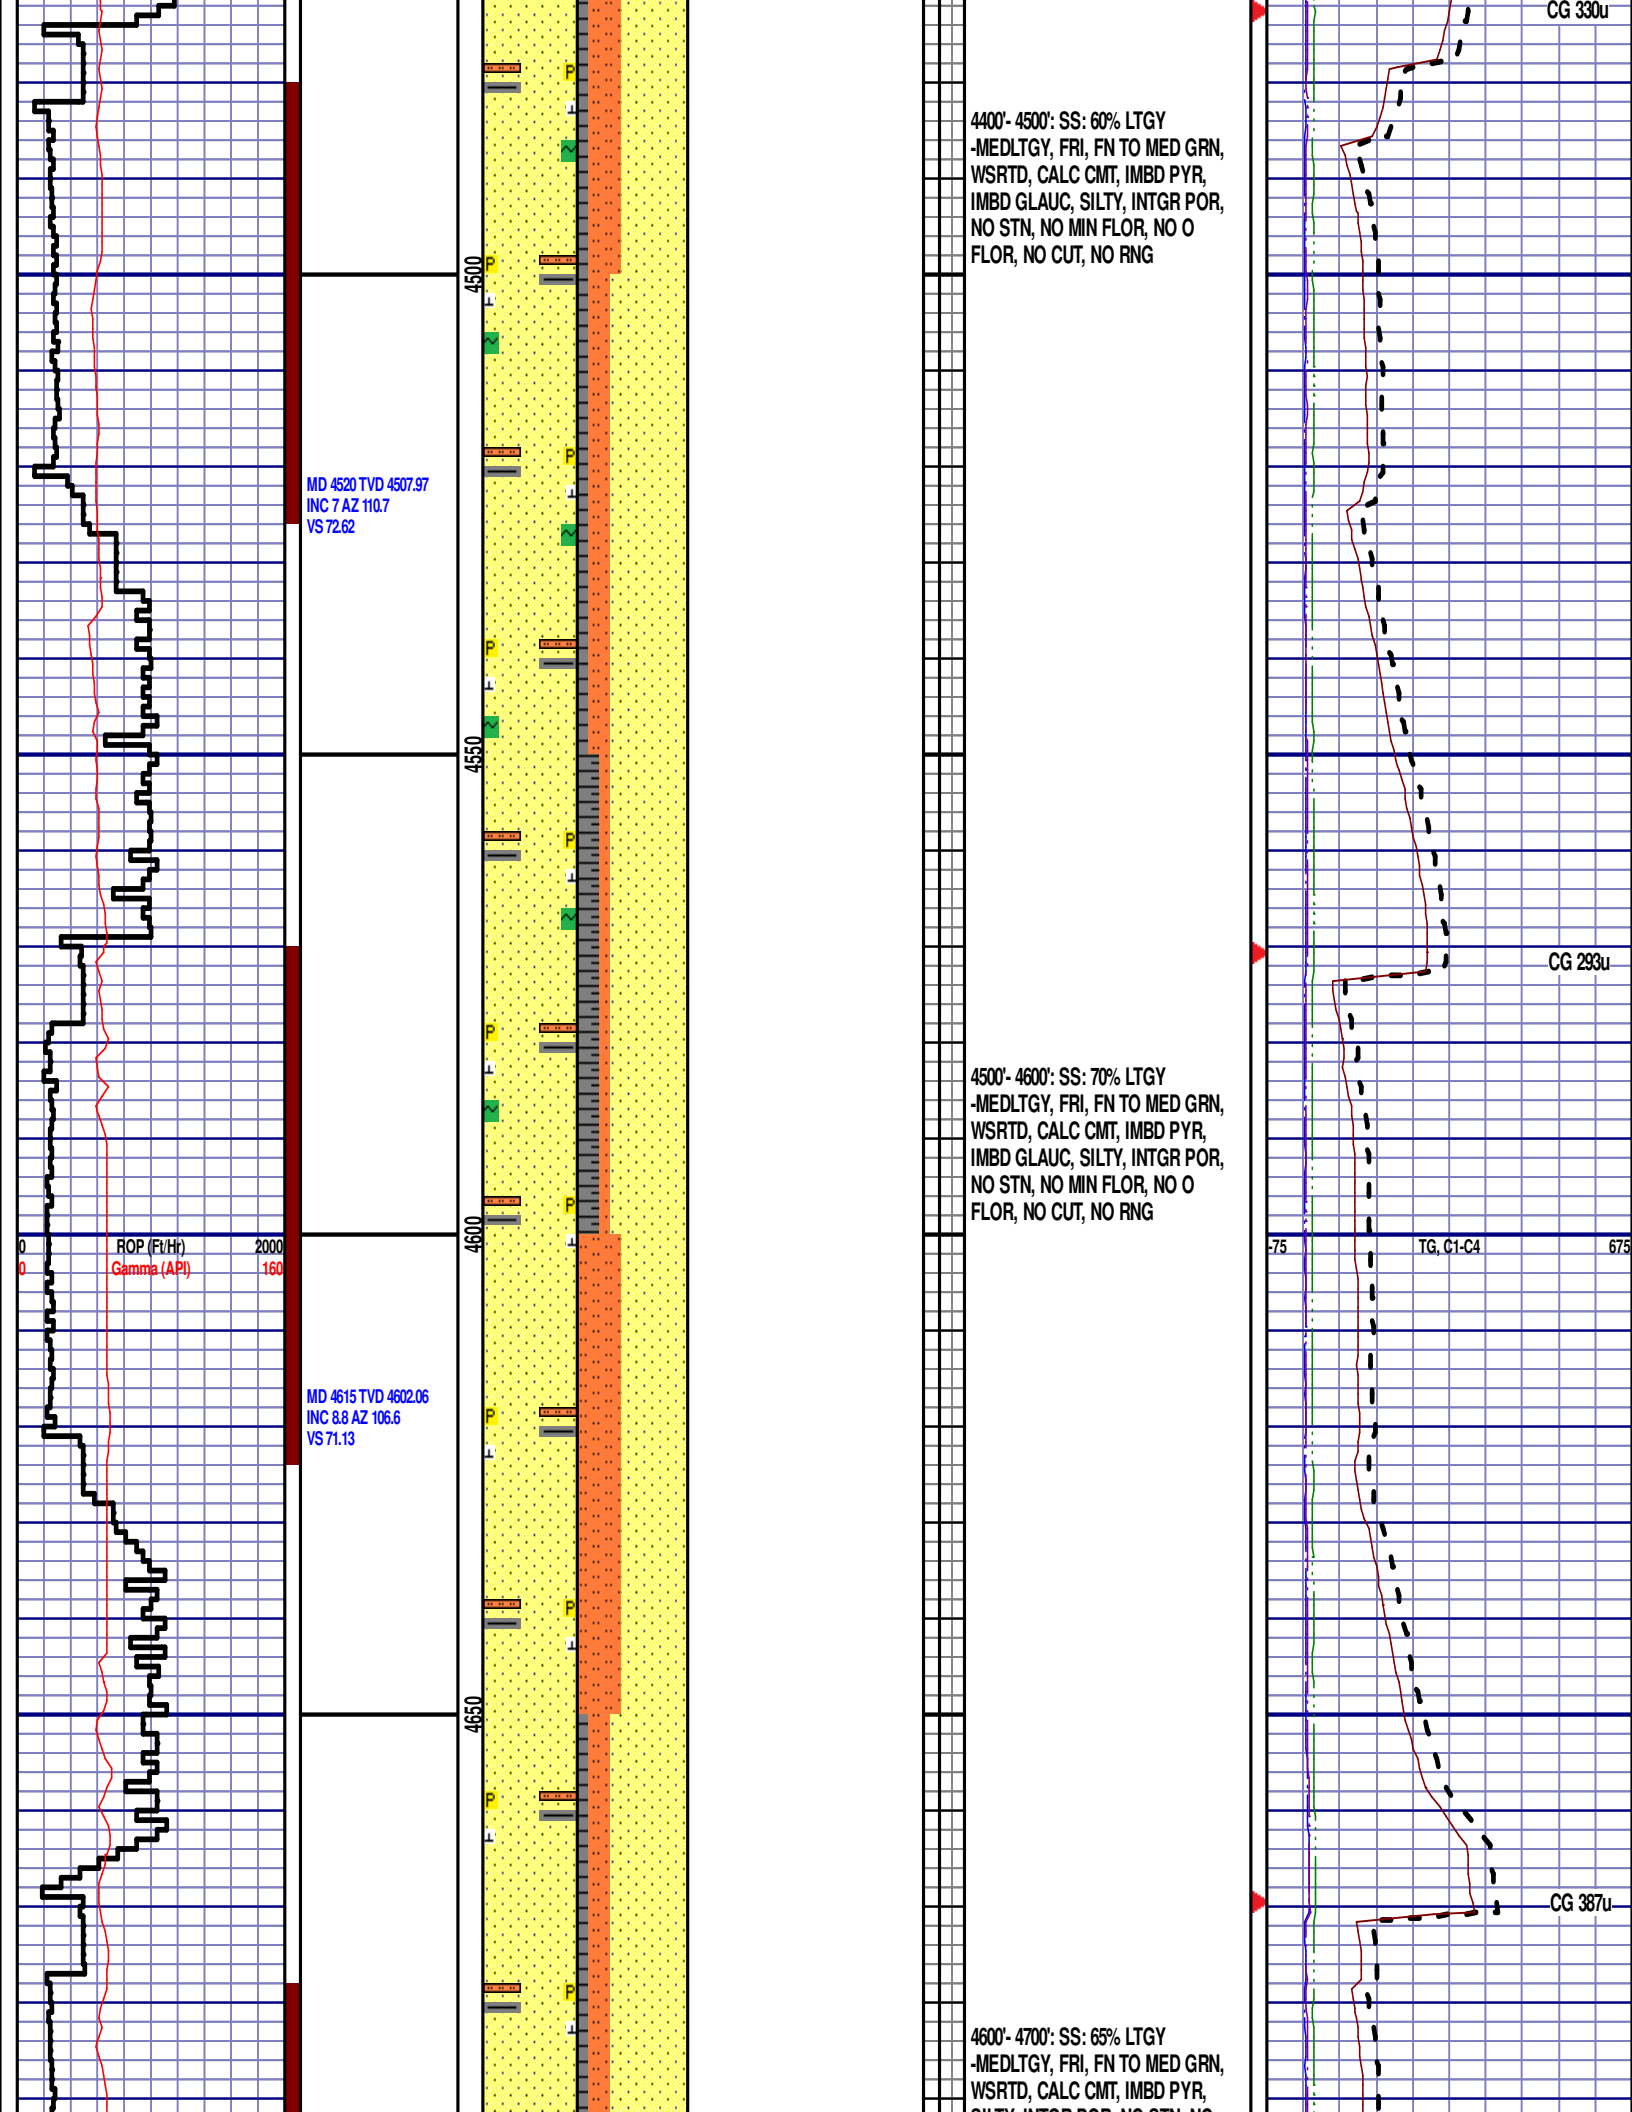 CG 330u
4400'- 4500': SS: 60% LTGY
-MEDLTGY, FRI, FN TO MED GRN,
WSRTD, CALC CMT, IMBD PYR,
IMBD GLAUC, SILTY, INTGR POR,
NO STN, NO MIN FLOR, NO O
FLOR, NO CUT, NO RNG
4500
MD 4520 TVD 4507.97
INC 7 AZ 110.7
VS 72.62
4550
CG 293u
4500'- 4600': SS: 70% LTGY
-MEDLTGY, FRI, FN TO MED GRN,
WSRTD, CALC CMT, IMBD PYR,
IMBD GLAUC, SILTY, INTGR POR,
NO STN, NO MIN FLOR, NO O
FLOR, NO CUT, NO RNG
4600
0 ROP (Ft/Hr) 2000
0 Gamma (API) 160
-75 TG, C1-C4 675
MD 4615 TVD 4602.06
INC 8.8 AZ 106.6
VS 71.13
4650
CG 387u
4600'- 4700': SS: 65% LTGY
-MEDLTGY, FRI, FN TO MED GRN,
WSRTD, CALC CMT, IMBD PYR,
SILTY, INTGR POR, NO STN, NO
P
P
P
P
P
P
P
P
P
P
P